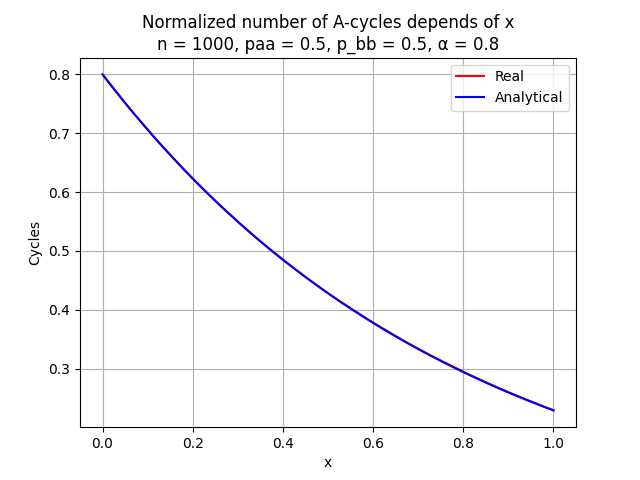 Normalized number of A-cycles depends of x
n = 1000, paa = 0.5, p_bb = 0.5, α = 0.8
Real
Analytical
0.8
0.7
0.6
0.5
0.4
0.3
Cycles
0.0 0.2 0.4 0.6 0.8 1.0
x